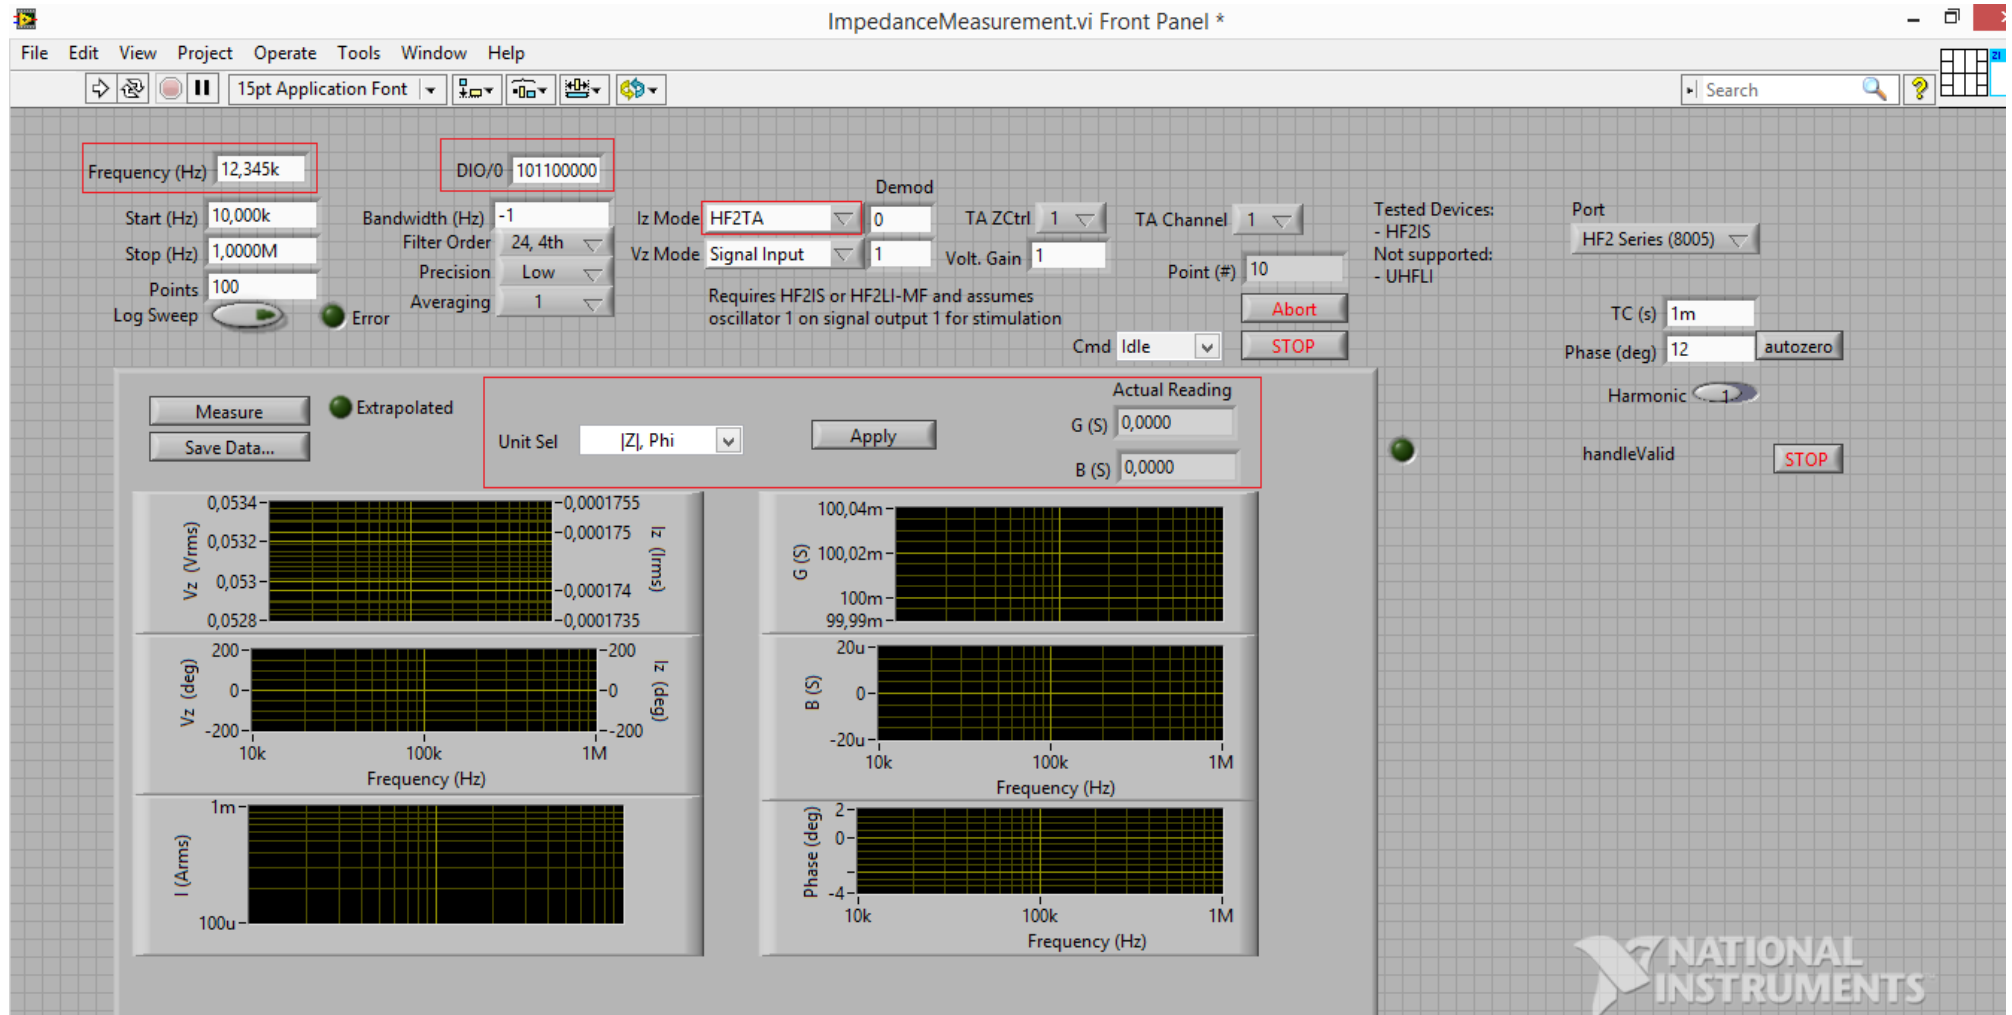 ImpedanceMeasurement.vi Front Panel *
File Edit View Project Operate Tools Window Help
15pt Application Font
Search
?
ZI
Frequency (Hz) 12,345k
DIO/0 101100000
Demod
Start (Hz) 10,000k
Bandwidth (Hz) -1
Iz Mode HF2TA 0
TA ZCtrl 1
TA Channel 1
Tested Devices:
- HF2IS
Not supported:
- UHFLI
Port
HF2 Series (8005)
Stop (Hz) 1,0000M
Filter Order 24, 4th
Vz Mode Signal Input 1
Volt. Gain 1
Points 100
Precision Low
Point (#) 10
Log Sweep
Error
Averaging 1
Requires HF2IS or HF2LI-MF and assumes
oscillator 1 on signal output 1 for stimulation
Abort
Cmd Idle
STOP
TC (s) 1m
Phase (deg) 12 autozero
Harmonic 1
handleValid
STOP
Measure
Extrapolated
Save Data...
Unit Sel |Z|, Phi
Apply
Actual Reading
G (S) 0,0000
B (S) 0,0000
0,0534
0,0532
0,053
0,0528
Vz (Vrms)
-0,0001755
-0,000175
-0,000174
-0,0001735
Iz (Irms)
200
0
-200
Vz (deg)
200
0
-200
Iz (deg)
10k 100k 1M
Frequency (Hz)
1m
100u
I (Arms)
100,04m
100,02m
100m
99,99m
G (S)
20u
0
-20u
B (S)
10k 100k 1M
Frequency (Hz)
2
0
-4
Phase (deg)
10k 100k 1M
Frequency (Hz)
NATIONAL
INSTRUMENTS